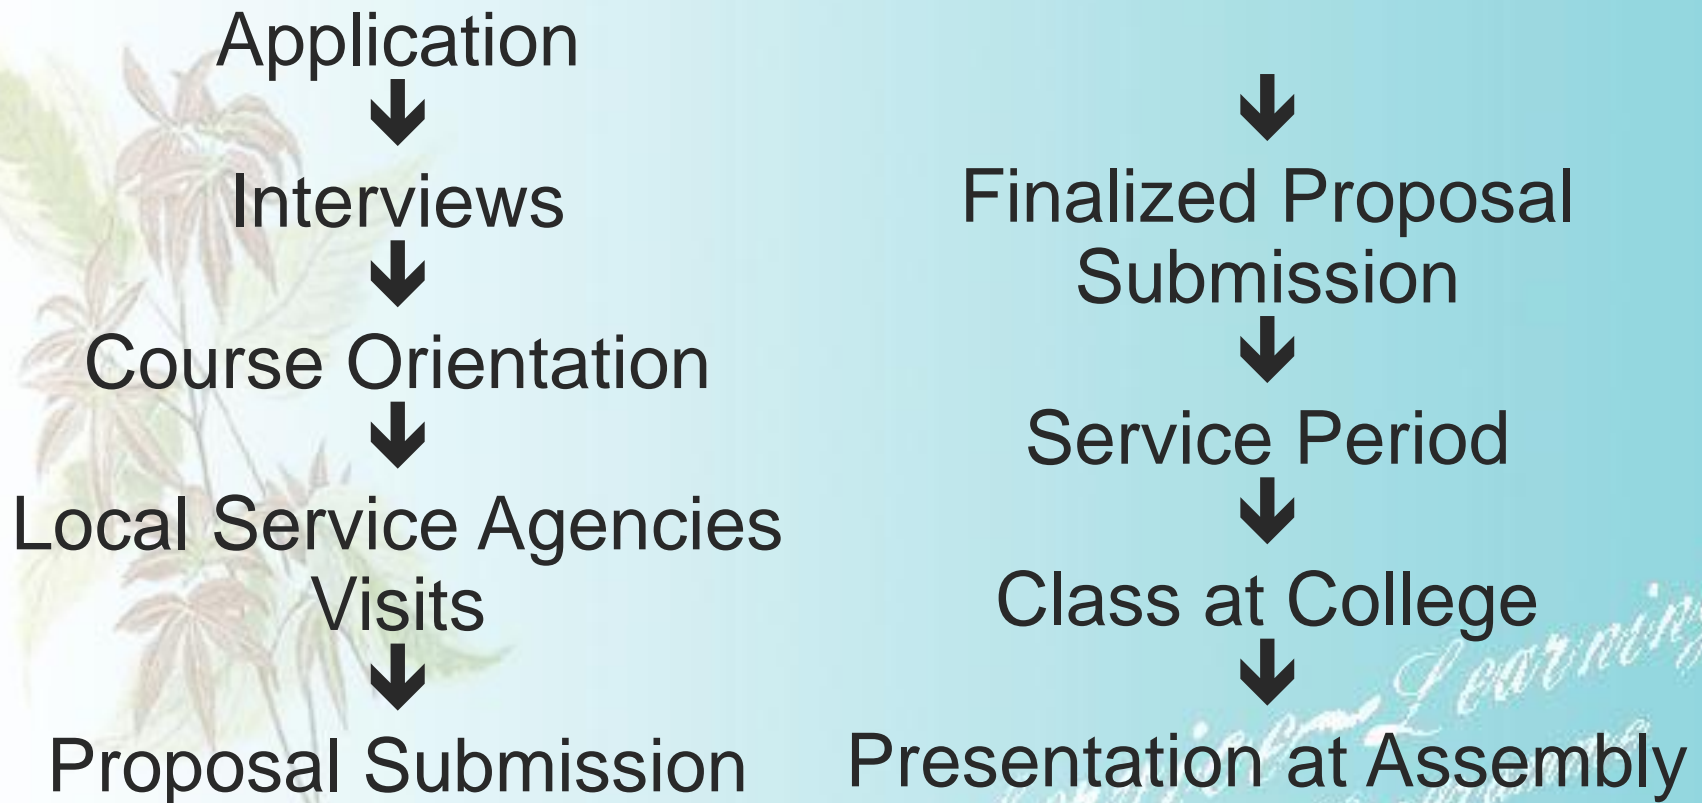 Application
↓
Interviews
↓
Course Orientation
↓
Local Service Agencies
Visits
↓
Proposal Submission
↓
Finalized Proposal
Submission
↓
Service Period
↓
Class at College
↓
Presentation at Assembly
Learning